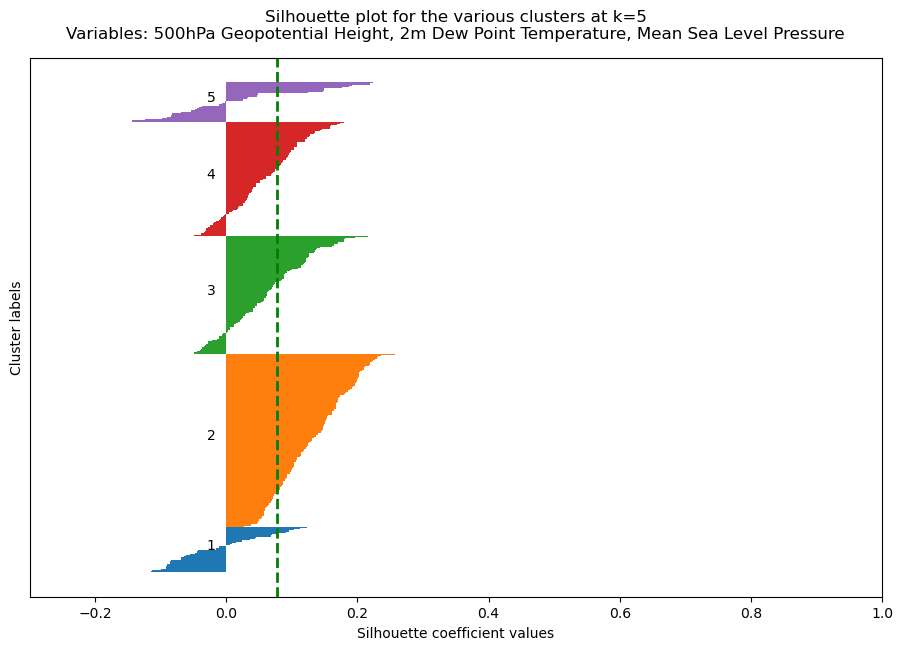 Silhouette plot for the various clusters at k=5
Variables: 500hPa Geopotential Height, 2m Dew Point Temperature, Mean Sea Level Pressure
5
4
3
2
1
Cluster labels
−0.2 0.0 0.2 0.4 0.6 0.8 1.0
Silhouette coefficient values